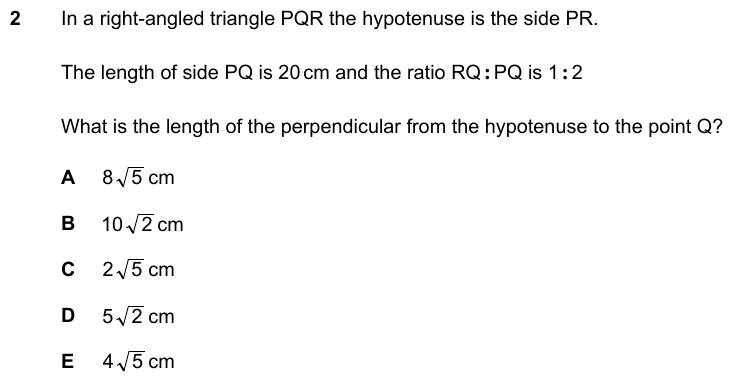 2 In a right-angled triangle PQR the hypotenuse is the side PR.
The length of side PQ is 20 cm and the ratio RQ : PQ is 1 : 2
What is the length of the perpendicular from the hypotenuse to the point Q?
A 8√5 cm
B 10√2 cm
C 2√5 cm
D 5√2 cm
E 4√5 cm